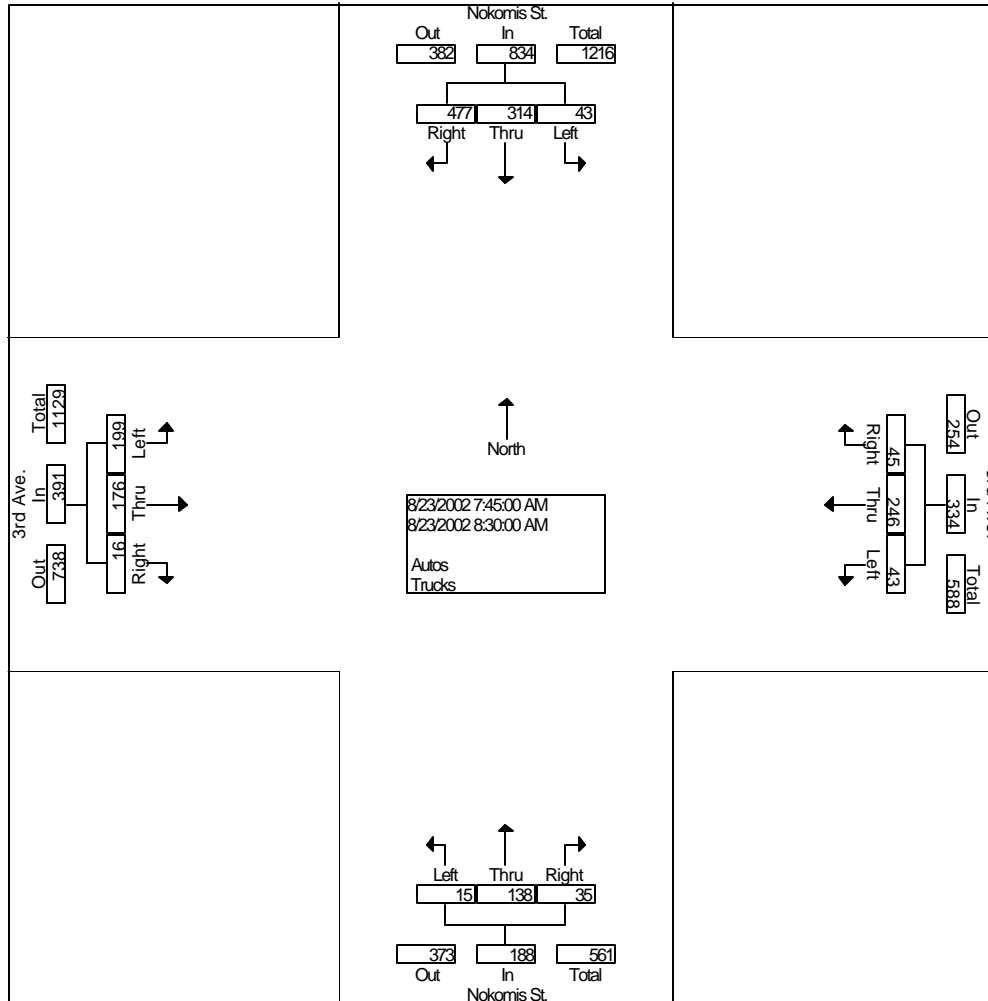 Nokomis St.
Out In Total
382 834 1216
477 314 43
Right Thru Left
3rd Ave.
Total In Out
1129 391 738
199 176 16
Left Thru Right
North
8/23/2002 7:45:00 AM
8/23/2002 8:30:00 AM
Autos
Trucks
Right Thru Left
45 246 43
Out In Total
254 334 588
Left Thru Right
15 138 35
373 188 561
Out In Total
Nokomis St.